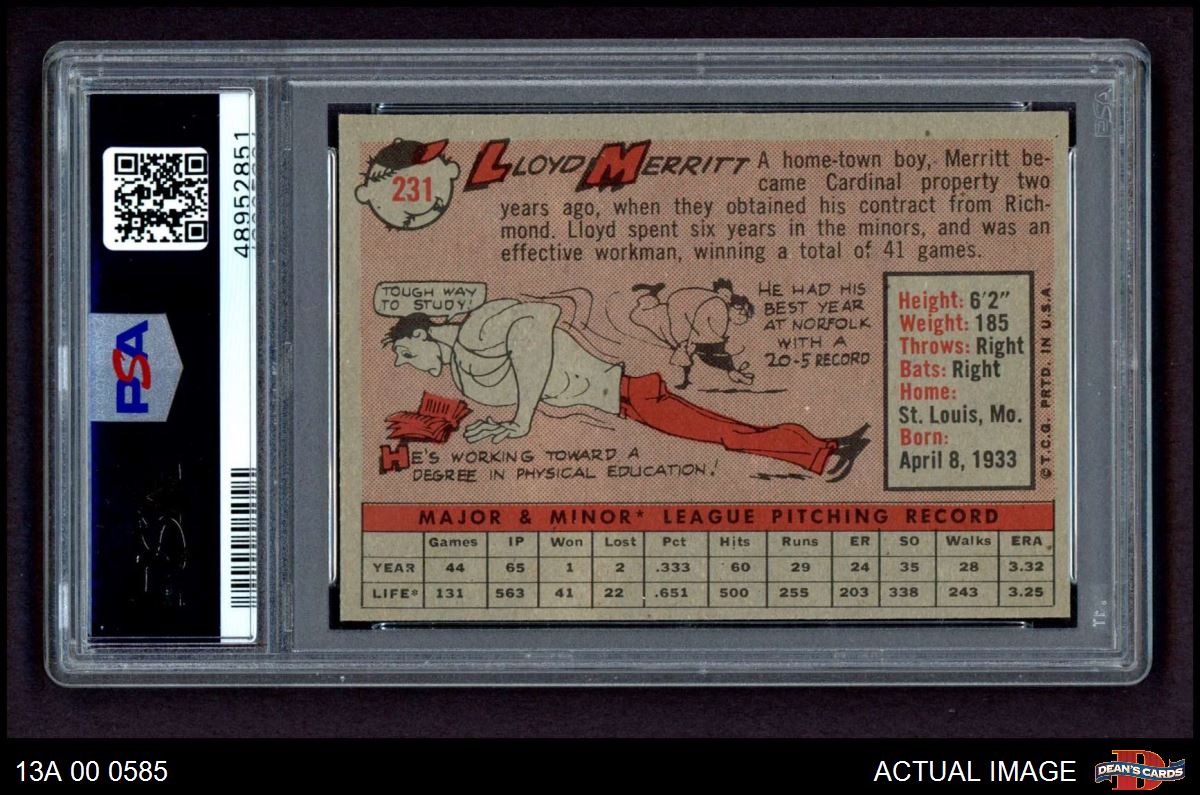 48952851
PSA
231
LLOYD MERRITT
A home-town boy, Merritt be-
came Cardinal property two
years ago, when they obtained his contract from Rich-
mond. Lloyd spent six years in the minors, and was an
effective workman, winning a total of 41 games.
TOUGH WAY
TO STUDY!
HE HAD HIS
BEST YEAR
AT NORFOLK
WITH A
20-5 RECORD
HE'S WORKING TOWARD A
DEGREE IN PHYSICAL EDUCATION!
Height: 6'2"
Weight: 185
Throws: Right
Bats: Right
Home:
St. Louis, Mo.
Born:
April 8, 1933
©T.C.G. PRTD. IN U.S.A.
MAJOR & MINOR* LEAGUE PITCHING RECORD
Games IP Won Lost Pct Hits Runs ER SO Walks ERA
YEAR 44 65 1 2 .333 60 29 24 35 28 3.32
LIFE* 131 563 41 22 .651 500 255 203 338 243 3.25
13A 00 0585
ACTUAL IMAGE
D
DEAN'S CARDS